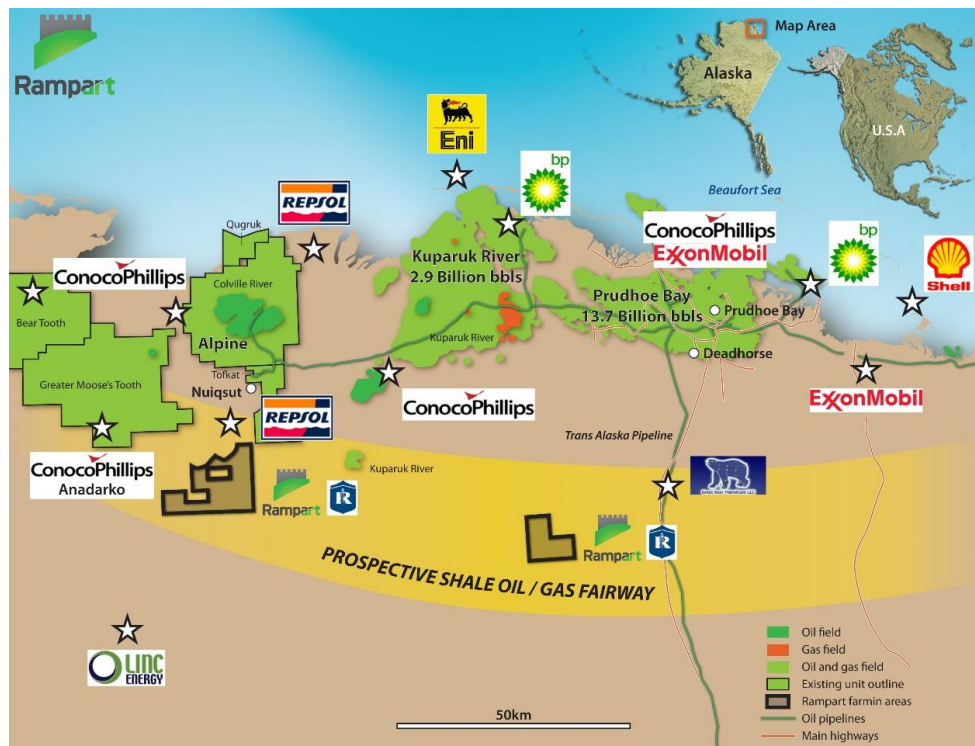 Rampart
Map Area
Alaska
U.S.A
Eni
bp
REPSOL
Beaufort Sea
Qugruk
ConocoPhillips
ExxonMobil
bp
Shell
ConocoPhillips
Kuparuk River
2.9 Billion bbls
Colville River
Bear Tooth
Prudhoe Bay
13.7 Billion bbls
Prudhoe Bay
Alpine
Kuparuk River
Deadhorse
Tofkat
Greater Moose's Tooth
Nuiqsut
ConocoPhillips
ExxonMobil
REPSOL
Trans Alaska Pipeline
ConocoPhillips
Anadarko
Kuparuk River
Rampart
R
Great Bear Petroleum LLC
Rampart
R
PROSPECTIVE SHALE OIL / GAS FAIRWAY
LINC
ENERGY
Oil field
Gas field
Oil and gas field
Existing unit outline
Rampart farmin areas
Oil pipelines
Main highways
50km